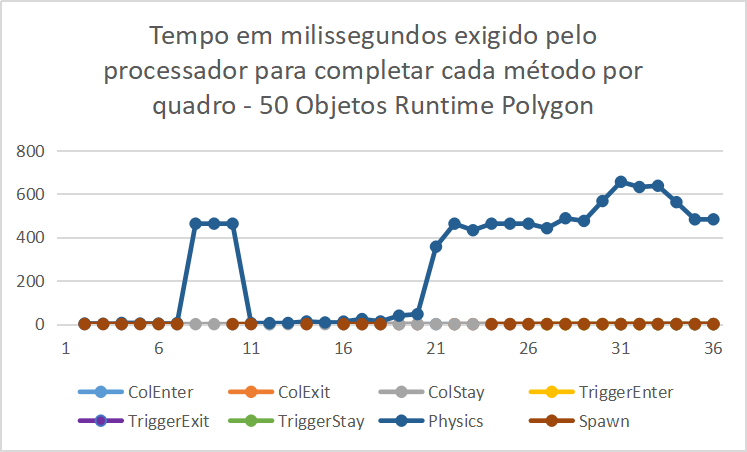 Tempo em milissegundos exigido pelo
processador para completar cada método por
quadro - 50 Objetos Runtime Polygon
800
600
400
200
0
1 6 11 16 21 26 31 36
ColEnter ColExit ColStay TriggerEnter
TriggerExit TriggerStay Physics Spawn